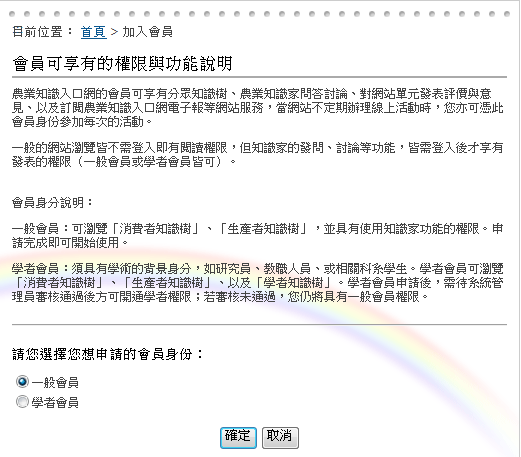 目前位置： 首頁 > 加入會員
會員可享有的權限與功能說明
農業知識入口網的會員可享有分眾知識樹、農業知識家問答討論、對網站單元發表評價與意
見、以及訂閱農業知識入口網電子報等網站服務，當網站不定期辦理線上活動時，您亦可憑此
會員身份參加每次的活動。
一般的網站瀏覽皆不需登入即有閱讀權限，但知識家的發問、討論等功能，皆需登入後才享有
發表的權限（一般會員或學者會員皆可）。
會員身分說明：
一般會員：可瀏覽「消費者知識樹」、「生產者知識樹」，並具有使用知識家功能的權限。申
請完成即可開始使用。
學者會員：須具有學術的背景身分，如研究員、教職人員、或相關科系學生。學者會員可瀏覽
「消費者知識樹」、「生產者知識樹」、以及「學者知識樹」。學者會員申請後，需待系統管
理員審核通過後方可開通學者權限；若審核未通過，您仍將具有一般會員權限。
請您選擇您想申請的會員身份：
一般會員
學者會員
確定 取消